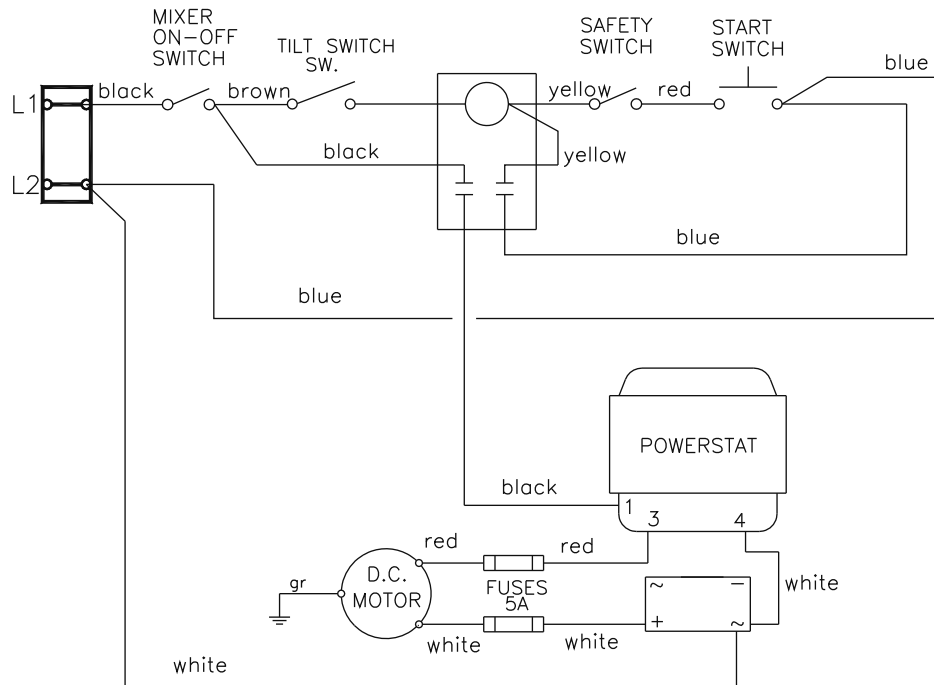 MIXER
ON-OFF
SWITCH
TILT SWITCH
SW.
SAFETY
SWITCH
START
SWITCH
blue
L1
black
brown
yellow
red
black
yellow
L2
blue
blue
POWERSTAT
black
1
3
4
red
red
D.C.
MOTOR
gr
FUSES
5A
~
−
white
+
~
white
white
white